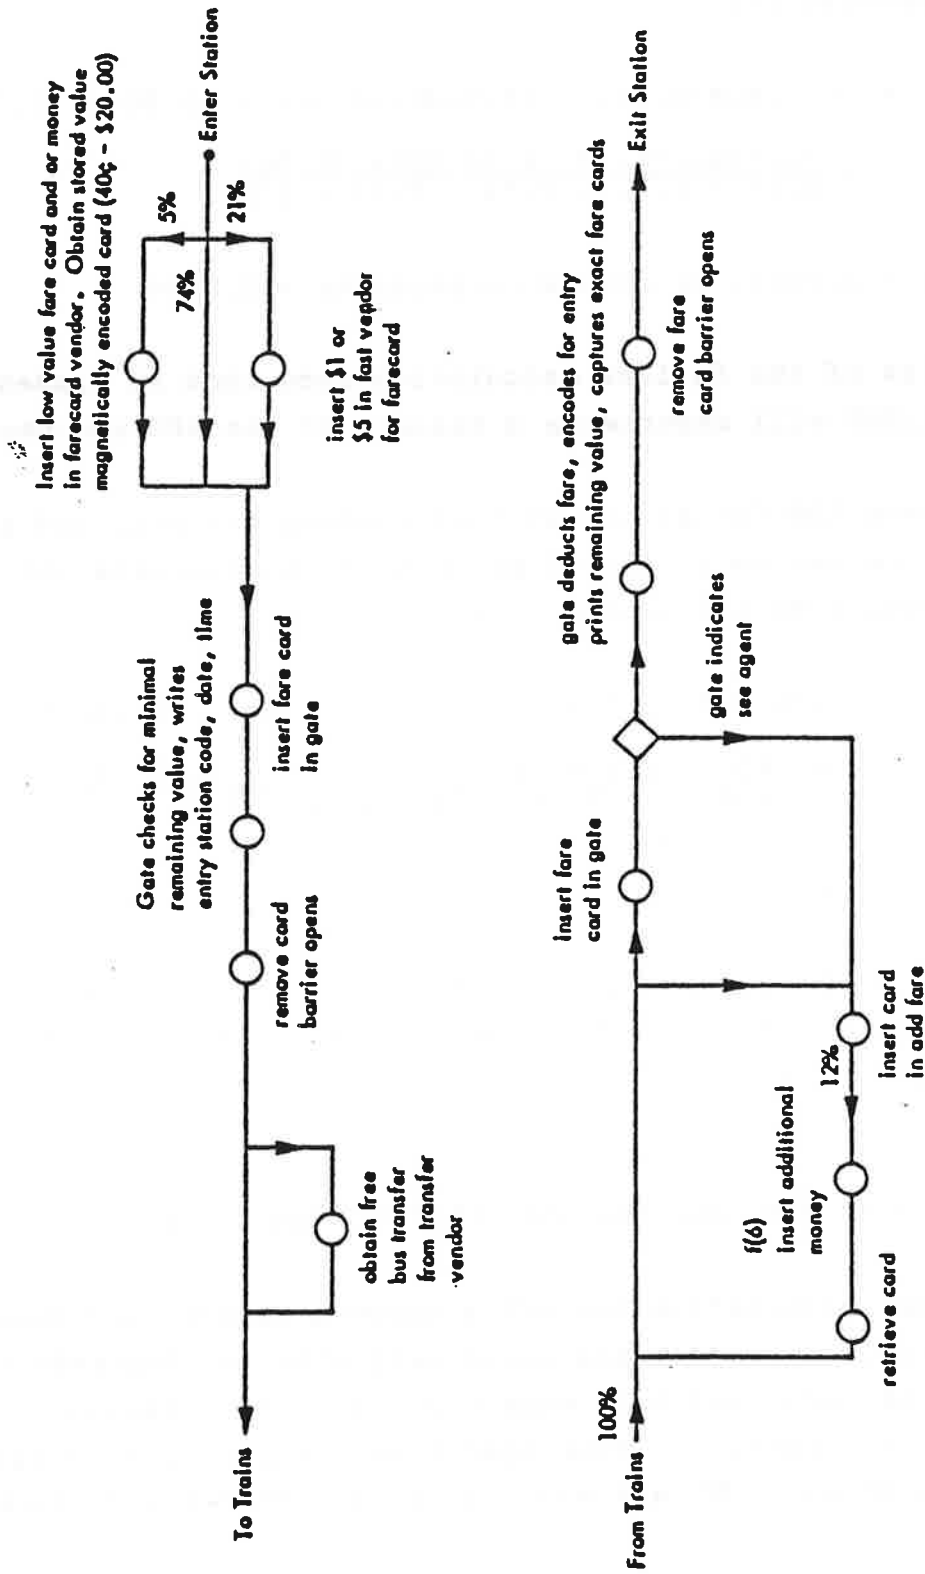 Insert low value fare card and or money
in farecard vendor. Obtain stored value
magnetically encoded card (40¢ - $20.00)
Enter Station
5%
74%
21%
insert $1 or
$5 in fast vendor
for farecard
Gate checks for minimal
remaining value, writes
entry station code, date, time
insert fare card
in gate
remove card
barrier opens
obtain free
bus transfer
from transfer
vendor
To Trains
From Trains
100%
insert fare
card in gate
gate deducts fare, encodes for entry
prints remaining value, captures exact fare cards
remove fare
card barrier opens
Exit Station
gate indicates
see agent
12%
insert card
in add fare
f(6)
insert additional
money
retrieve card